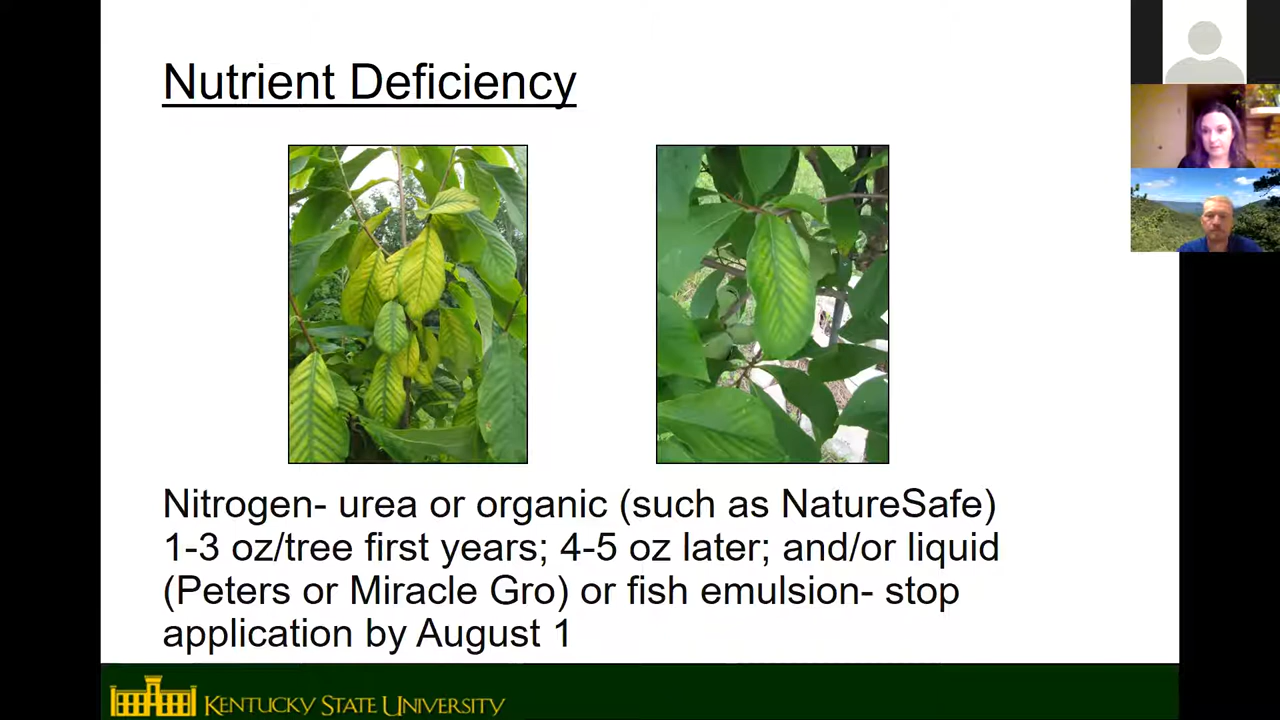 Nutrient Deficiency
Nitrogen- urea or organic (such as NatureSafe)
1-3 oz/tree first years; 4-5 oz later; and/or liquid
(Peters or Miracle Gro) or fish emulsion- stop
application by August 1
KENTUCKY STATE UNIVERSITY